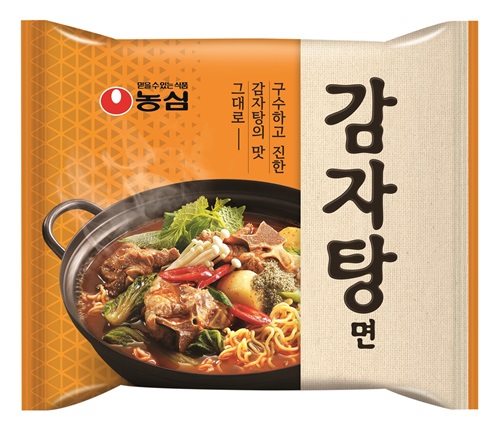 믿을 수 있는 식품
농심
구수하고 진한
감자탕의 맛
그대로
감자탕
면